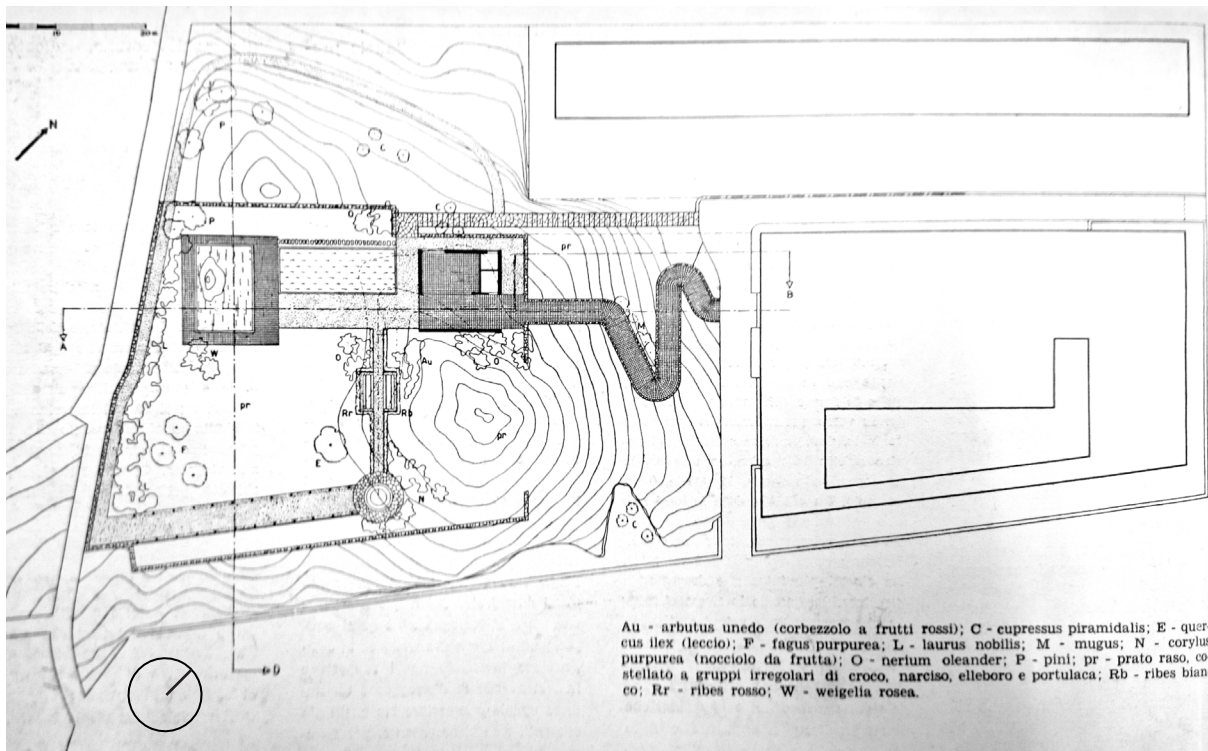 10
20m
N
P
C
P
O
C
pr
B
A
M
L
W
O
Au
O
pr
Rr
Rb
pr
F
E
N
C
Au - arbutus unedo (corbezzolo a frutti rossi); C - cupressus piramidalis; E - quer-
cus ilex (leccio); F - fagus purpurea; L - laurus nobilis; M - mugus; N - corylus
purpurea (nocciolo da frutta); O - nerium oleander; P - pini; pr - prato raso, co-
stellato a gruppi irregolari di croco, narciso, elleboro e portulaca; Rb - ribes bian-
co; Rr - ribes rosso; W - weigelia rosea.